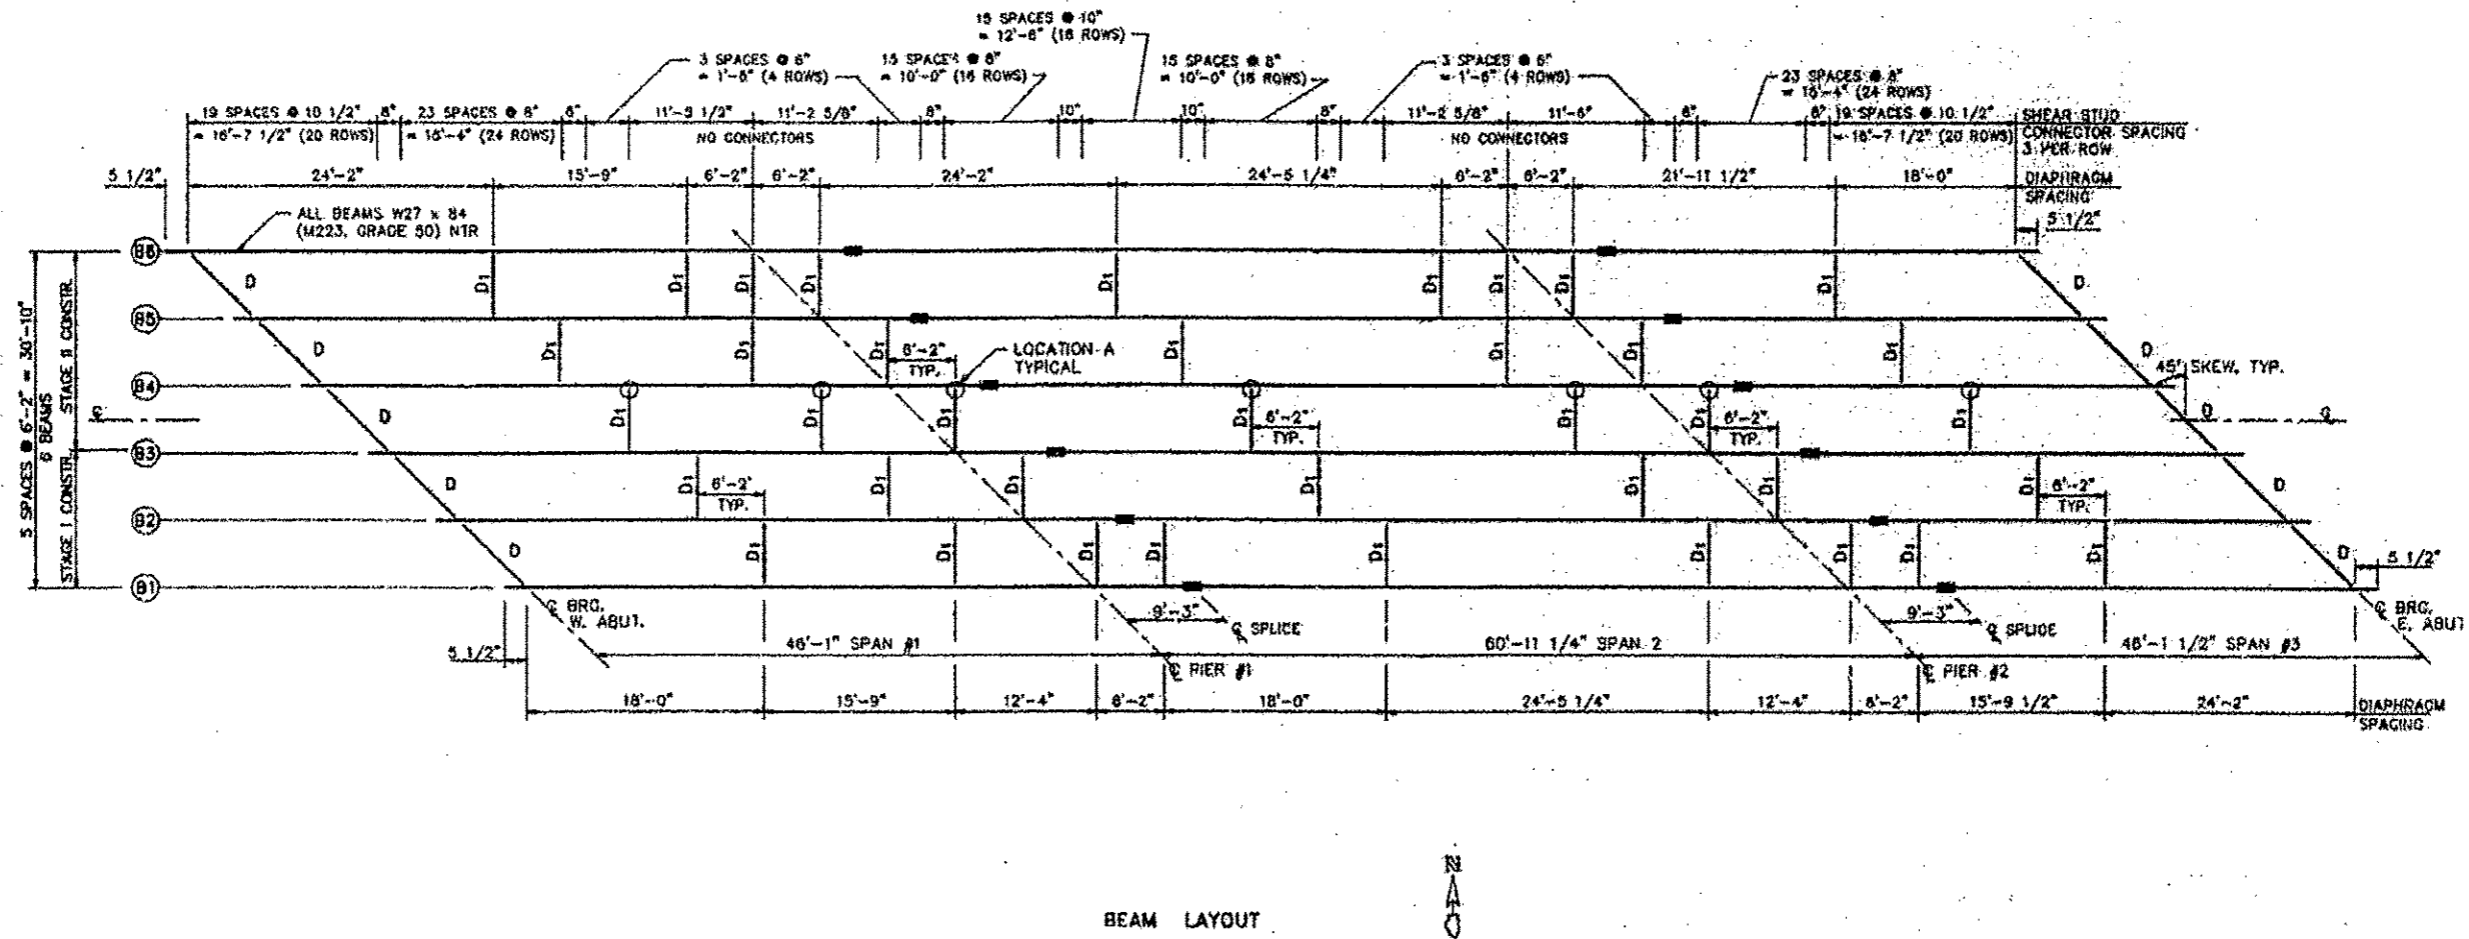 15 SPACES @ 10"
= 12'-6" (16 ROWS)
3 SPACES @ 6"
= 1'-6" (4 ROWS)
15 SPACES @ 8"
= 10'-0" (16 ROWS)
15 SPACES @ 8"
= 10'-0" (16 ROWS)
3 SPACES @ 6"
= 1'-6" (4 ROWS)
23 SPACES @ 8"
= 15'-4" (24 ROWS)
19 SPACES @ 10 1/2" 8" 23 SPACES @ 8" 6" 11'-3 1/2" 11'-2 5/8" 8" 10" 10" 8" 11'-2 5/8" 11'-6" 6" 8" 19 SPACES @ 10 1/2" SHEAR STUD
= 16'-7 1/2" (20 ROWS) = 15'-4" (24 ROWS) NO CONNECTORS NO CONNECTORS = 16'-7 1/2" (20 ROWS) CONNECTOR SPACING
3 PER ROW
5 1/2" 24'-2" 15'-9" 6'-2" 6'-2" 24'-2" 24'-5 1/4" 6'-2" 6'-2" 21'-11 1/2" 18'-0" DIAPHRAGM
SPACING
5 1/2"
ALL BEAMS W27 x 84
(M223, GRADE 50) NTR
B6
D D1 D1 D1 D1 D1 D1 D1 D1 D1 D
B5
D D1 D1 D1 D1 D1 D1 D1 D
6'-2"
TYP.
LOCATION A
TYPICAL
B4
45° SKEW, TYP.
D D1 D1 D1 D1 D1 D1 D1 D
6'-2"
TYP.
6'-2"
TYP.
℄ ℄
B3
D D1 D1 D1 D1 D1 D1 D1 D
6'-2"
TYP.
6'-2"
TYP.
B2
D D1 D1 D1 D1 D1 D1 D1 D1 D1 D
B1
5 SPACES @ 6'-2" = 30'-10"
6 BEAMS
STAGE I CONSTR.
STAGE II CONSTR.
5 1/2"
℄ BRG.
W. ABUT.
9'-3"
℄ SPLICE
9'-3"
℄ SPLICE
℄ BRG.
E. ABUT
5 1/2" 46'-1" SPAN #1 60'-11 1/4" SPAN 2 46'-1 1/2" SPAN #3
℄ PIER #1 ℄ PIER #2
18'-0" 15'-9" 12'-4" 6'-2" 18'-0" 24'-5 1/4" 12'-4" 6'-2" 15'-9 1/2" 24'-2" DIAPHRAGM
SPACING
N
BEAM LAYOUT